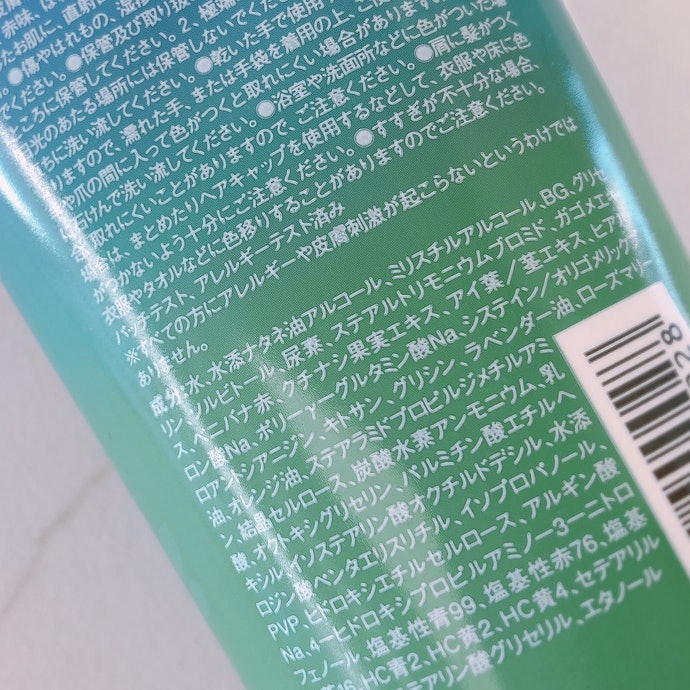 赤味、は
たお肌に、直射
●傷やはれもの、湿疹
●保管及び取り扱
してください。2、極端
場所には保管しないでくだ
ところに保管してください。●乾いた手で使用
日光のあたる場所
ちに洗い流してください。
りますので、濡れた手、または手袋を着用の上、ご
色がつくと取れにくい場合があります
●浴室や洗面所などに色がついた場
や爪の間に入って色がつくと取れにくいことがありますので、ご注意ください。●肩に髪がつく
石けんで洗い流してください。
は、まとめたりヘアキャップを使用するなどして、衣服や床に色
がつかないよう十分にご注意ください。●すすぎが不十分な場合、
衣服やタオルなどに色移りすることがありますのでご注意ください。
パッチテスト、アレルギーテスト済み
※すべての方にアレルギーや皮膚刺激が起こらないというわけでは
ありません。
成分:水、水添ナタネ油アルコール、ミリスチルアルコール、BG、グリセ
リン、ソルビトール、尿素、ステアルトリモニウムブロミド、ガゴメエ
ス、ベニバナ赤、クチナシ果実エキス、アイ葉/茎エキス、ヒアル
ロン酸Na、ポリ-γ-グルタミン酸Na、システイン/オリゴメリック
ロアントシアニジン、キトサン、グリシン、ラベンダー油、ローズマリー
油、オレンジ油、ステアラミドプロピルジメチルアミ
ン、結晶セルロース、炭酸水素アンモニウム、乳
酸、オクトキシグリセリン、パルミチン酸エチルヘ
キシル、イソステアリン酸オクチルドデシル、水添
ロジン酸ペンタエリスリチル、イソプロパノール、
PVP、ヒドロキシエチルセルロース、アルギン酸
Na、4-ヒドロキシプロピルアミノ-3-ニトロ
フェノール、塩基性青99、塩基性赤76、塩基
16、HC青2、HC黄2、HC黄4、セテアリル
ステアリン酸グリセリル、エタノール